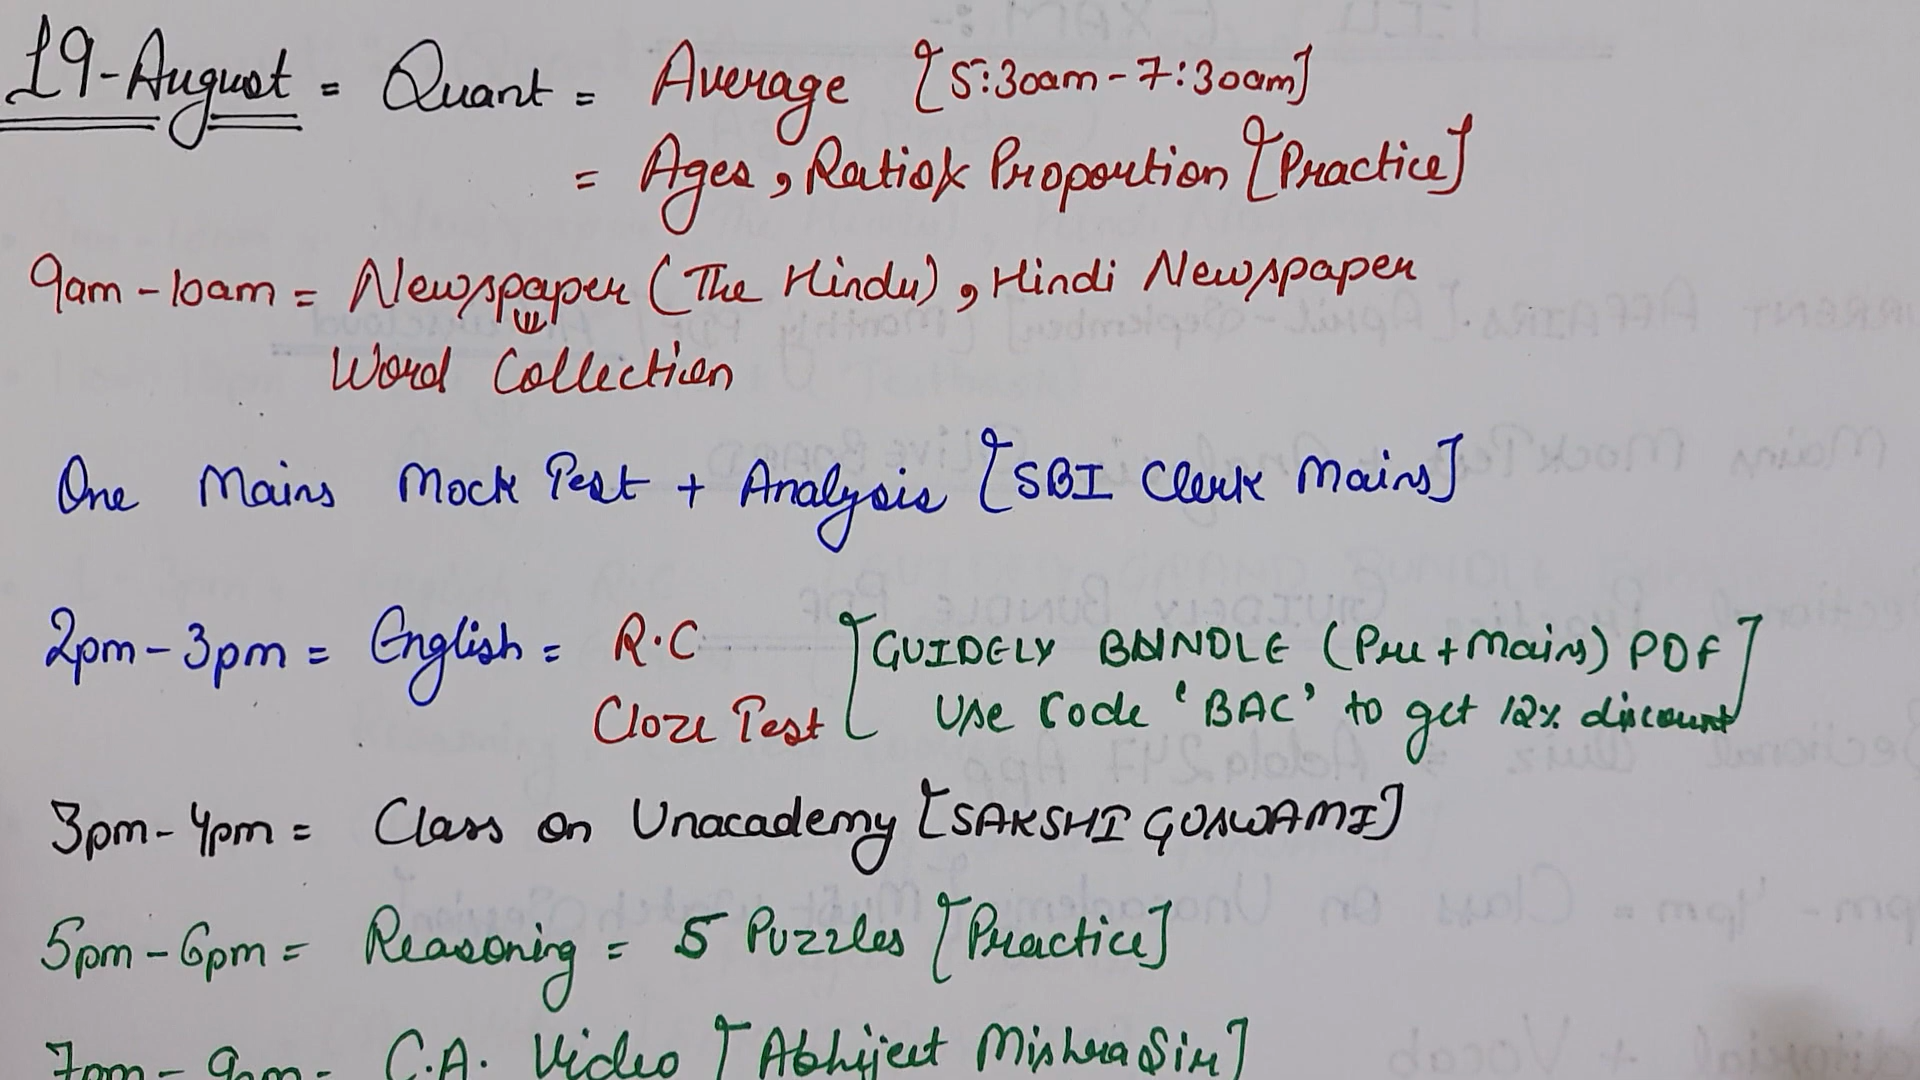 19-August = Quant = Average [5:30am-7:30am]
= Ages, Ratio & Proportion [Practice]
9am-10am = Newspaper (The Hindu), Hindi Newspaper
Word Collection
One Mains Mock Test + Analysis [SBI Clerk Mains]
2pm-3pm = English = R.C [GUIDELY BUNDLE (Pre+Mains) PDF
Cloze Test Use Code 'BAC' to get 12% discount]
3pm-4pm = Class on Unacademy [SAKSHI GOSWAMI]
5pm-6pm = Reasoning = 5 Puzzles [Practice]
7pm-9pm = C.A. Video [Abhijeet Mishra Sir]